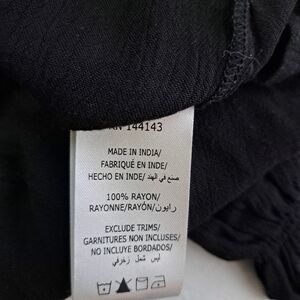 RN 144143
MADE IN INDIA/
FABRIQUÉ EN INDE/
HECHO EN INDE/ صنع في الهند
100% RAYON/
RAYONNE/RAYÓN/رايون
EXCLUDE TRIMS/
GARNITURES NON INCLUSES/
NO INCLUYE BORDADOS/
ليس شمل زخرفي